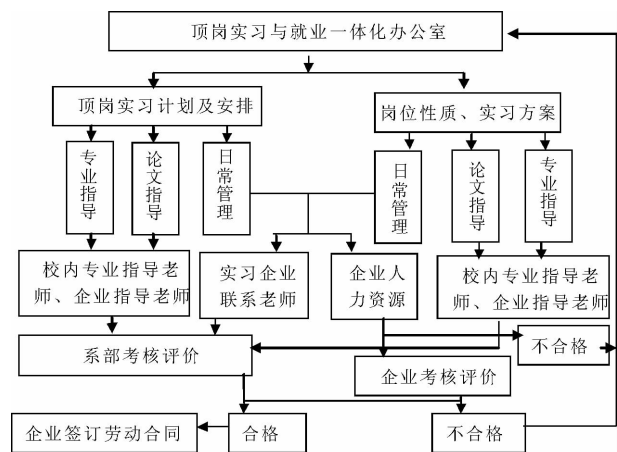 顶岗实习与就业一体化办公室
顶岗实习计划及安排
岗位性质、实习方案
专业指导
论文指导
日常管理
日常管理
论文指导
专业指导
校内专业指导老
师、企业指导老师
实习企业
联系老师
企业人
力资源
校内专业指导老
师、企业指导老师
系部考核评价
不合格
企业考核评价
企业签订劳动合同
合格
不合格